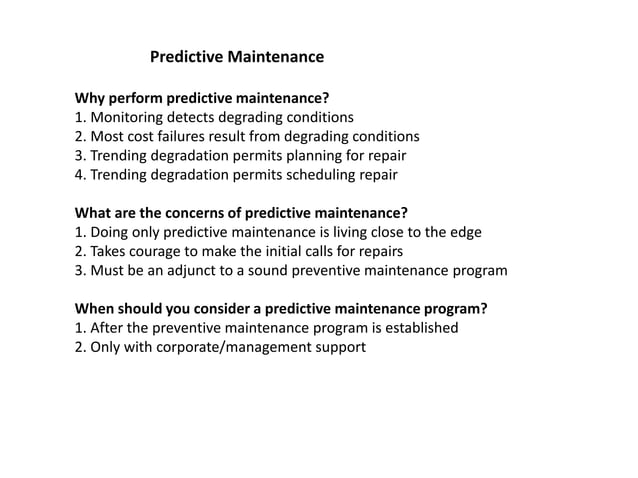 Predictive Maintenance
Why perform predictive maintenance?
1. Monitoring detects degrading conditions
2. Most cost failures result from degrading conditions
3. Trending degradation permits planning for repair
4. Trending degradation permits scheduling repair
What are the concerns of predictive maintenance?
1. Doing only predictive maintenance is living close to the edge
2. Takes courage to make the initial calls for repairs
3. Must be an adjunct to a sound preventive maintenance program
When should you consider a predictive maintenance program?
1. After the preventive maintenance program is established
2. Only with corporate/management support